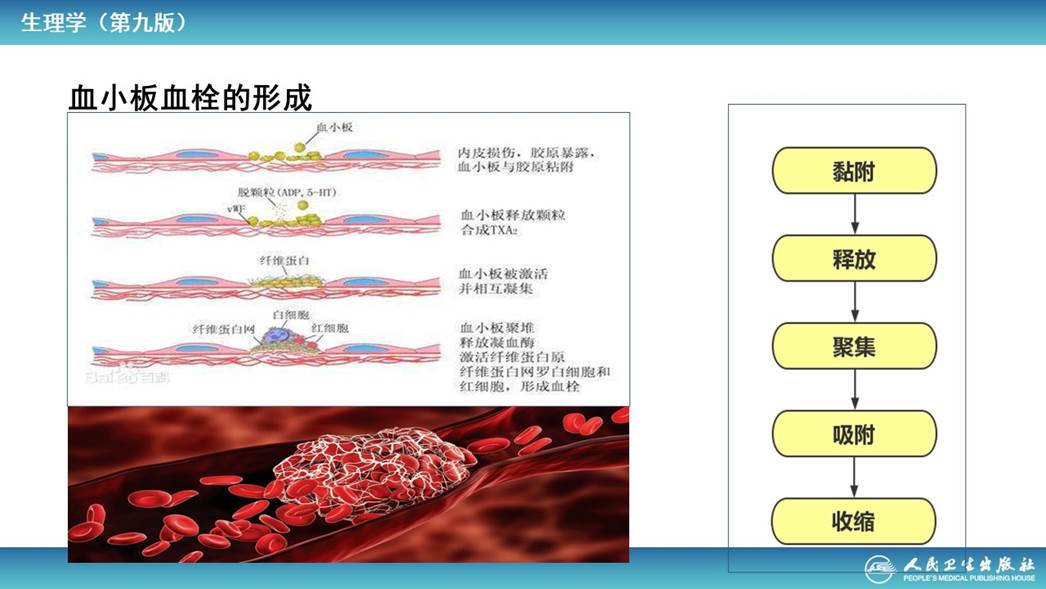 生理学（第九版）
血小板血栓的形成
血小板
内皮损伤，胶原暴露，
血小板与胶原粘附
脱颗粒(ADP,5-HT)
vWF
血小板释放颗粒
合成TXA₂
纤维蛋白
血小板被激活
并相互凝集
白细胞
纤维蛋白网
红细胞
血小板聚堆
释放凝血酶
激活纤维蛋白原
纤维蛋白网罗白细胞和
红细胞，形成血栓
Baidu百科
黏附
释放
聚集
吸附
收缩
人民卫生出版社
PEOPLE'S MEDICAL PUBLISHING HOUSE